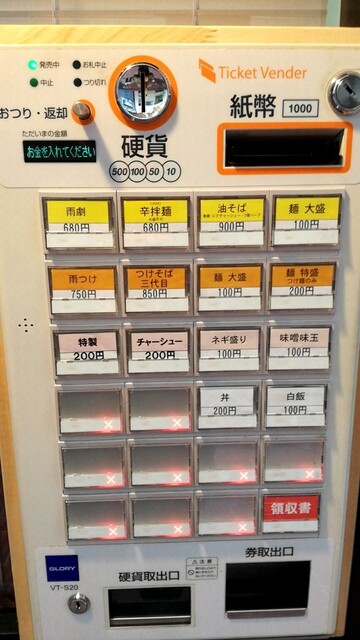 発売中
お札中止
中止
つり切れ
Ticket Vender
おつり・返却
ただいまの金額
お金を入れてください
硬貨
500 100 50 10
紙幣
1000
雨劇
680円
辛拌麺
680円
油そば
900円
麺 大盛
100円
雨つけ
750円
つけそば
三代目
850円
麺 大盛
100円
麺 特盛
つけ麺のみ
200円
特製
200円
チャーシュー
200円
ネギ盛り
100円
味噌味玉
100円
丼
200円
白飯
100円
領収書
GLORY
VT-S20
硬貨取出口
注意
券取出口